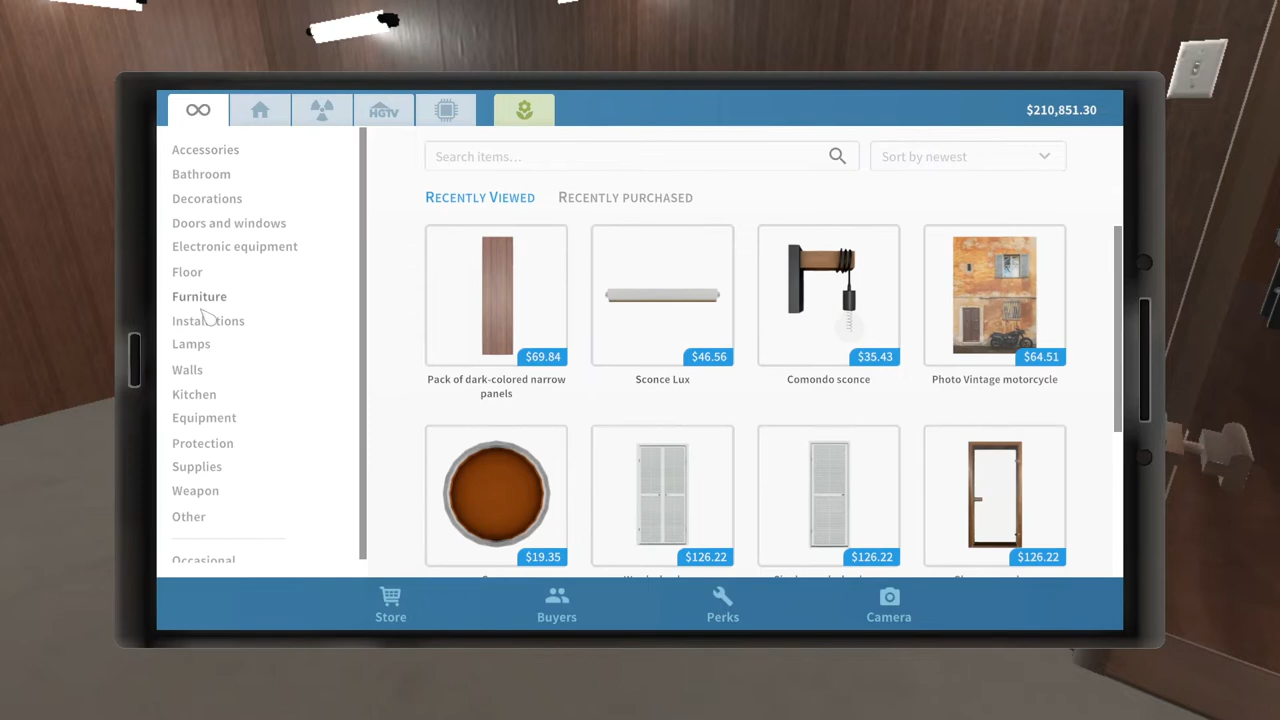 HGTV
$210,851.30
Accessories
Bathroom
Decorations
Doors and windows
Electronic equipment
Floor
Furniture
Installations
Lamps
Walls
Kitchen
Equipment
Protection
Supplies
Weapon
Other
Occasional
Search items...
Sort by newest
RECENTLY VIEWED
RECENTLY PURCHASED
$69.84
$46.56
$35.43
$64.51
Pack of dark-colored narrow
panels
Sconce Lux
Comondo sconce
Photo Vintage motorcycle
$19.35
$126.22
$126.22
$126.22
Store
Buyers
Perks
Camera